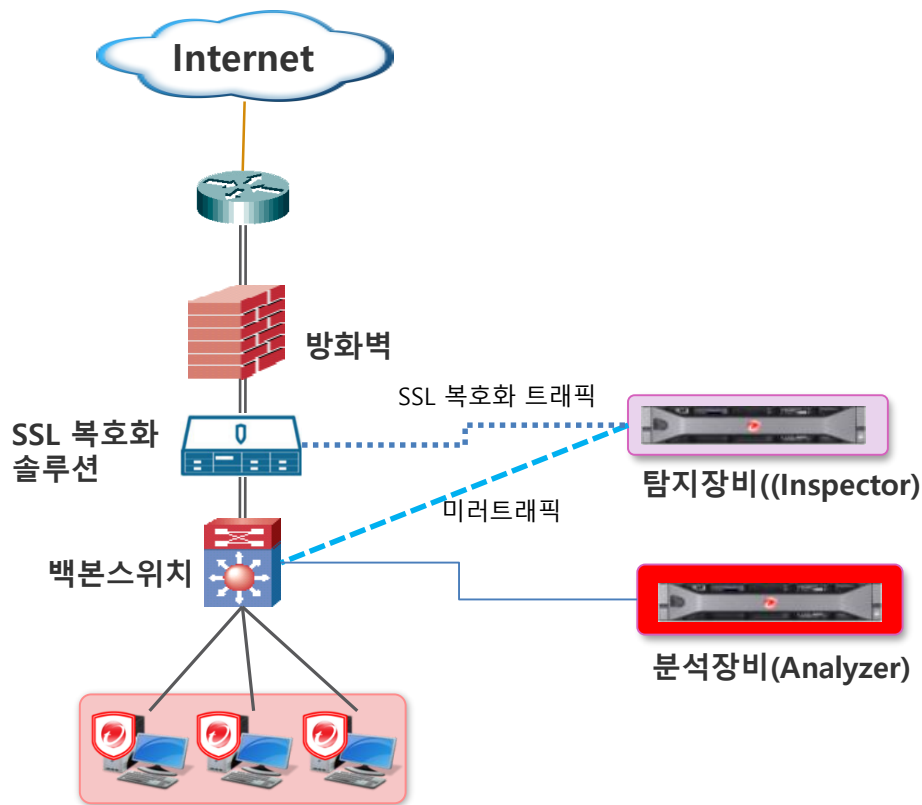 Internet
방화벽
SSL 복호화 트래픽
SSL 복호화
솔루션
탐지장비((Inspector)
미러트래픽
백본스위치
분석장비(Analyzer)